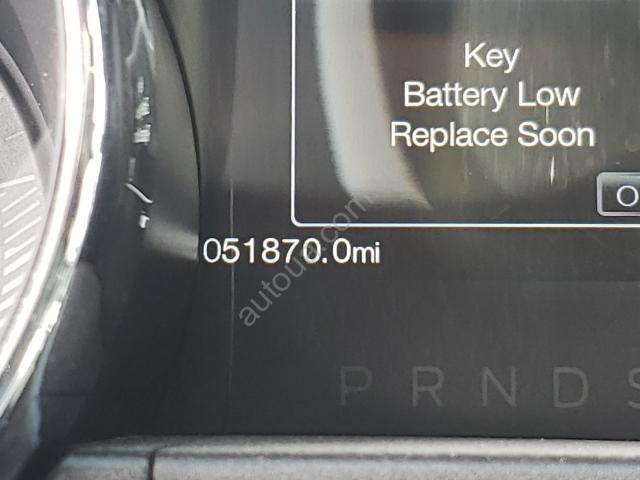 Key
Battery Low
Replace Soon
O
051870.0mi
P R N D S